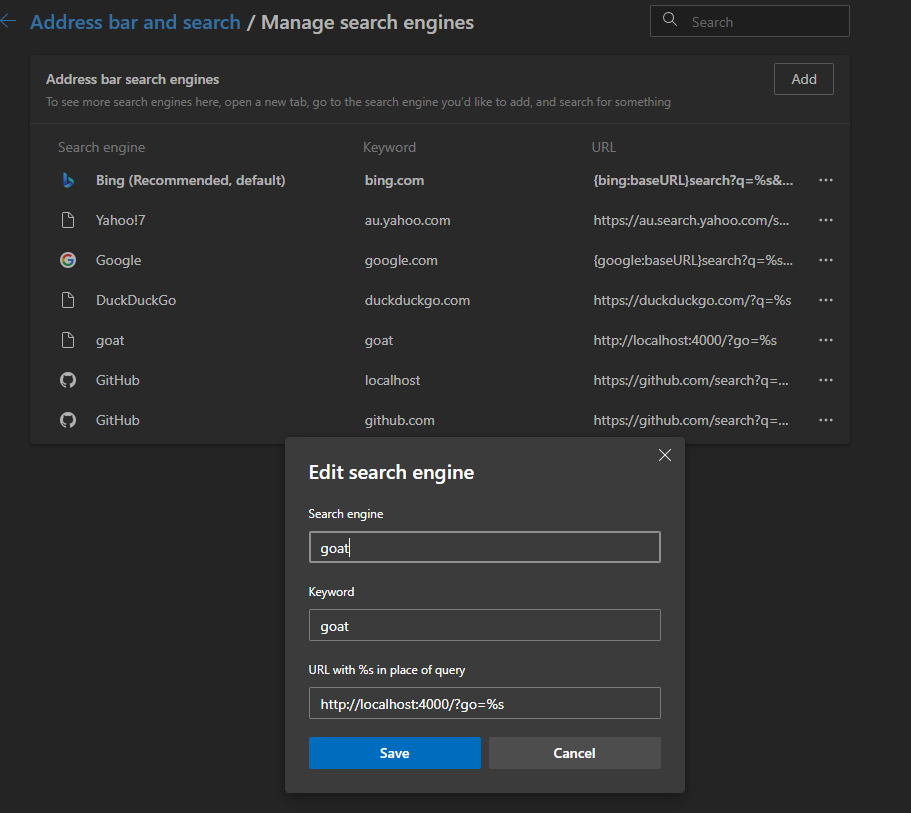 Address bar and search / Manage search engines
Search
Address bar search engines
Add
To see more search engines here, open a new tab, go to the search engine you'd like to add, and search for something
Search engine Keyword URL
Bing (Recommended, default) bing.com {bing:baseURL}search?q=%s&...
Yahoo!7 au.yahoo.com https://au.search.yahoo.com/s...
Google google.com {google:baseURL}search?q=%s...
DuckDuckGo duckduckgo.com https://duckduckgo.com/?q=%s
goat goat http://localhost:4000/?go=%s
GitHub localhost https://github.com/search?q=...
GitHub github.com https://github.com/search?q=...
Edit search engine
Search engine
goat
Keyword
goat
URL with %s in place of query
http://localhost:4000/?go=%s
Save Cancel